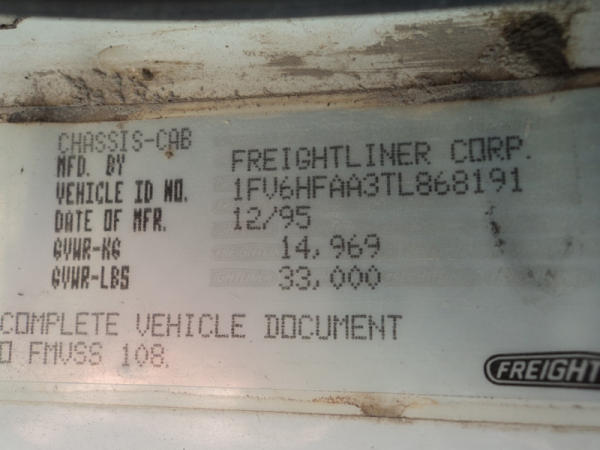 CHASSIS-CAB
MFD. BY FREIGHTLINER CORP.
VEHICLE ID NO. 1FV6HFAA3TL868191
DATE OF MFR. 12/95
GVWR-KG 14,969
GVWR-LBS 33,000
COMPLETE VEHICLE DOCUMENT
O FMVSS 108.
FREIGHT